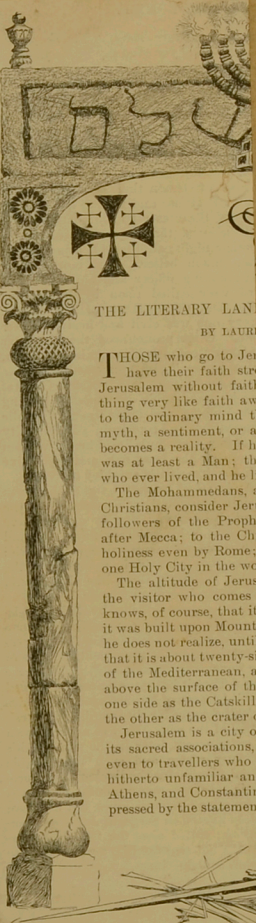 לם
THE LITERARY LAN
BY LAUR
THOSE who go to Jer
have their faith stre
Jerusalem without fait
thing very like faith aw
to the ordinary mind t
myth, a sentiment, or a
becomes a reality. If h
was at least a Man; th
who ever lived, and he l
The Mohammedans,
Christians, consider Jer
followers of the Proph
after Mecca; to the Ch
holiness even by Rome;
one Holy City in the wo
The altitude of Jerus
the visitor who comes
knows, of course, that it
it was built upon Mount
he does not realize, unti
that it is about twenty-si
of the Mediterranean, a
above the surface of th
one side as the Catskill
the other as the crater
Jerusalem is a city o
its sacred associations,
even to travellers who
hitherto unfamiliar an
Athens, and Constantin
pressed by the statemen